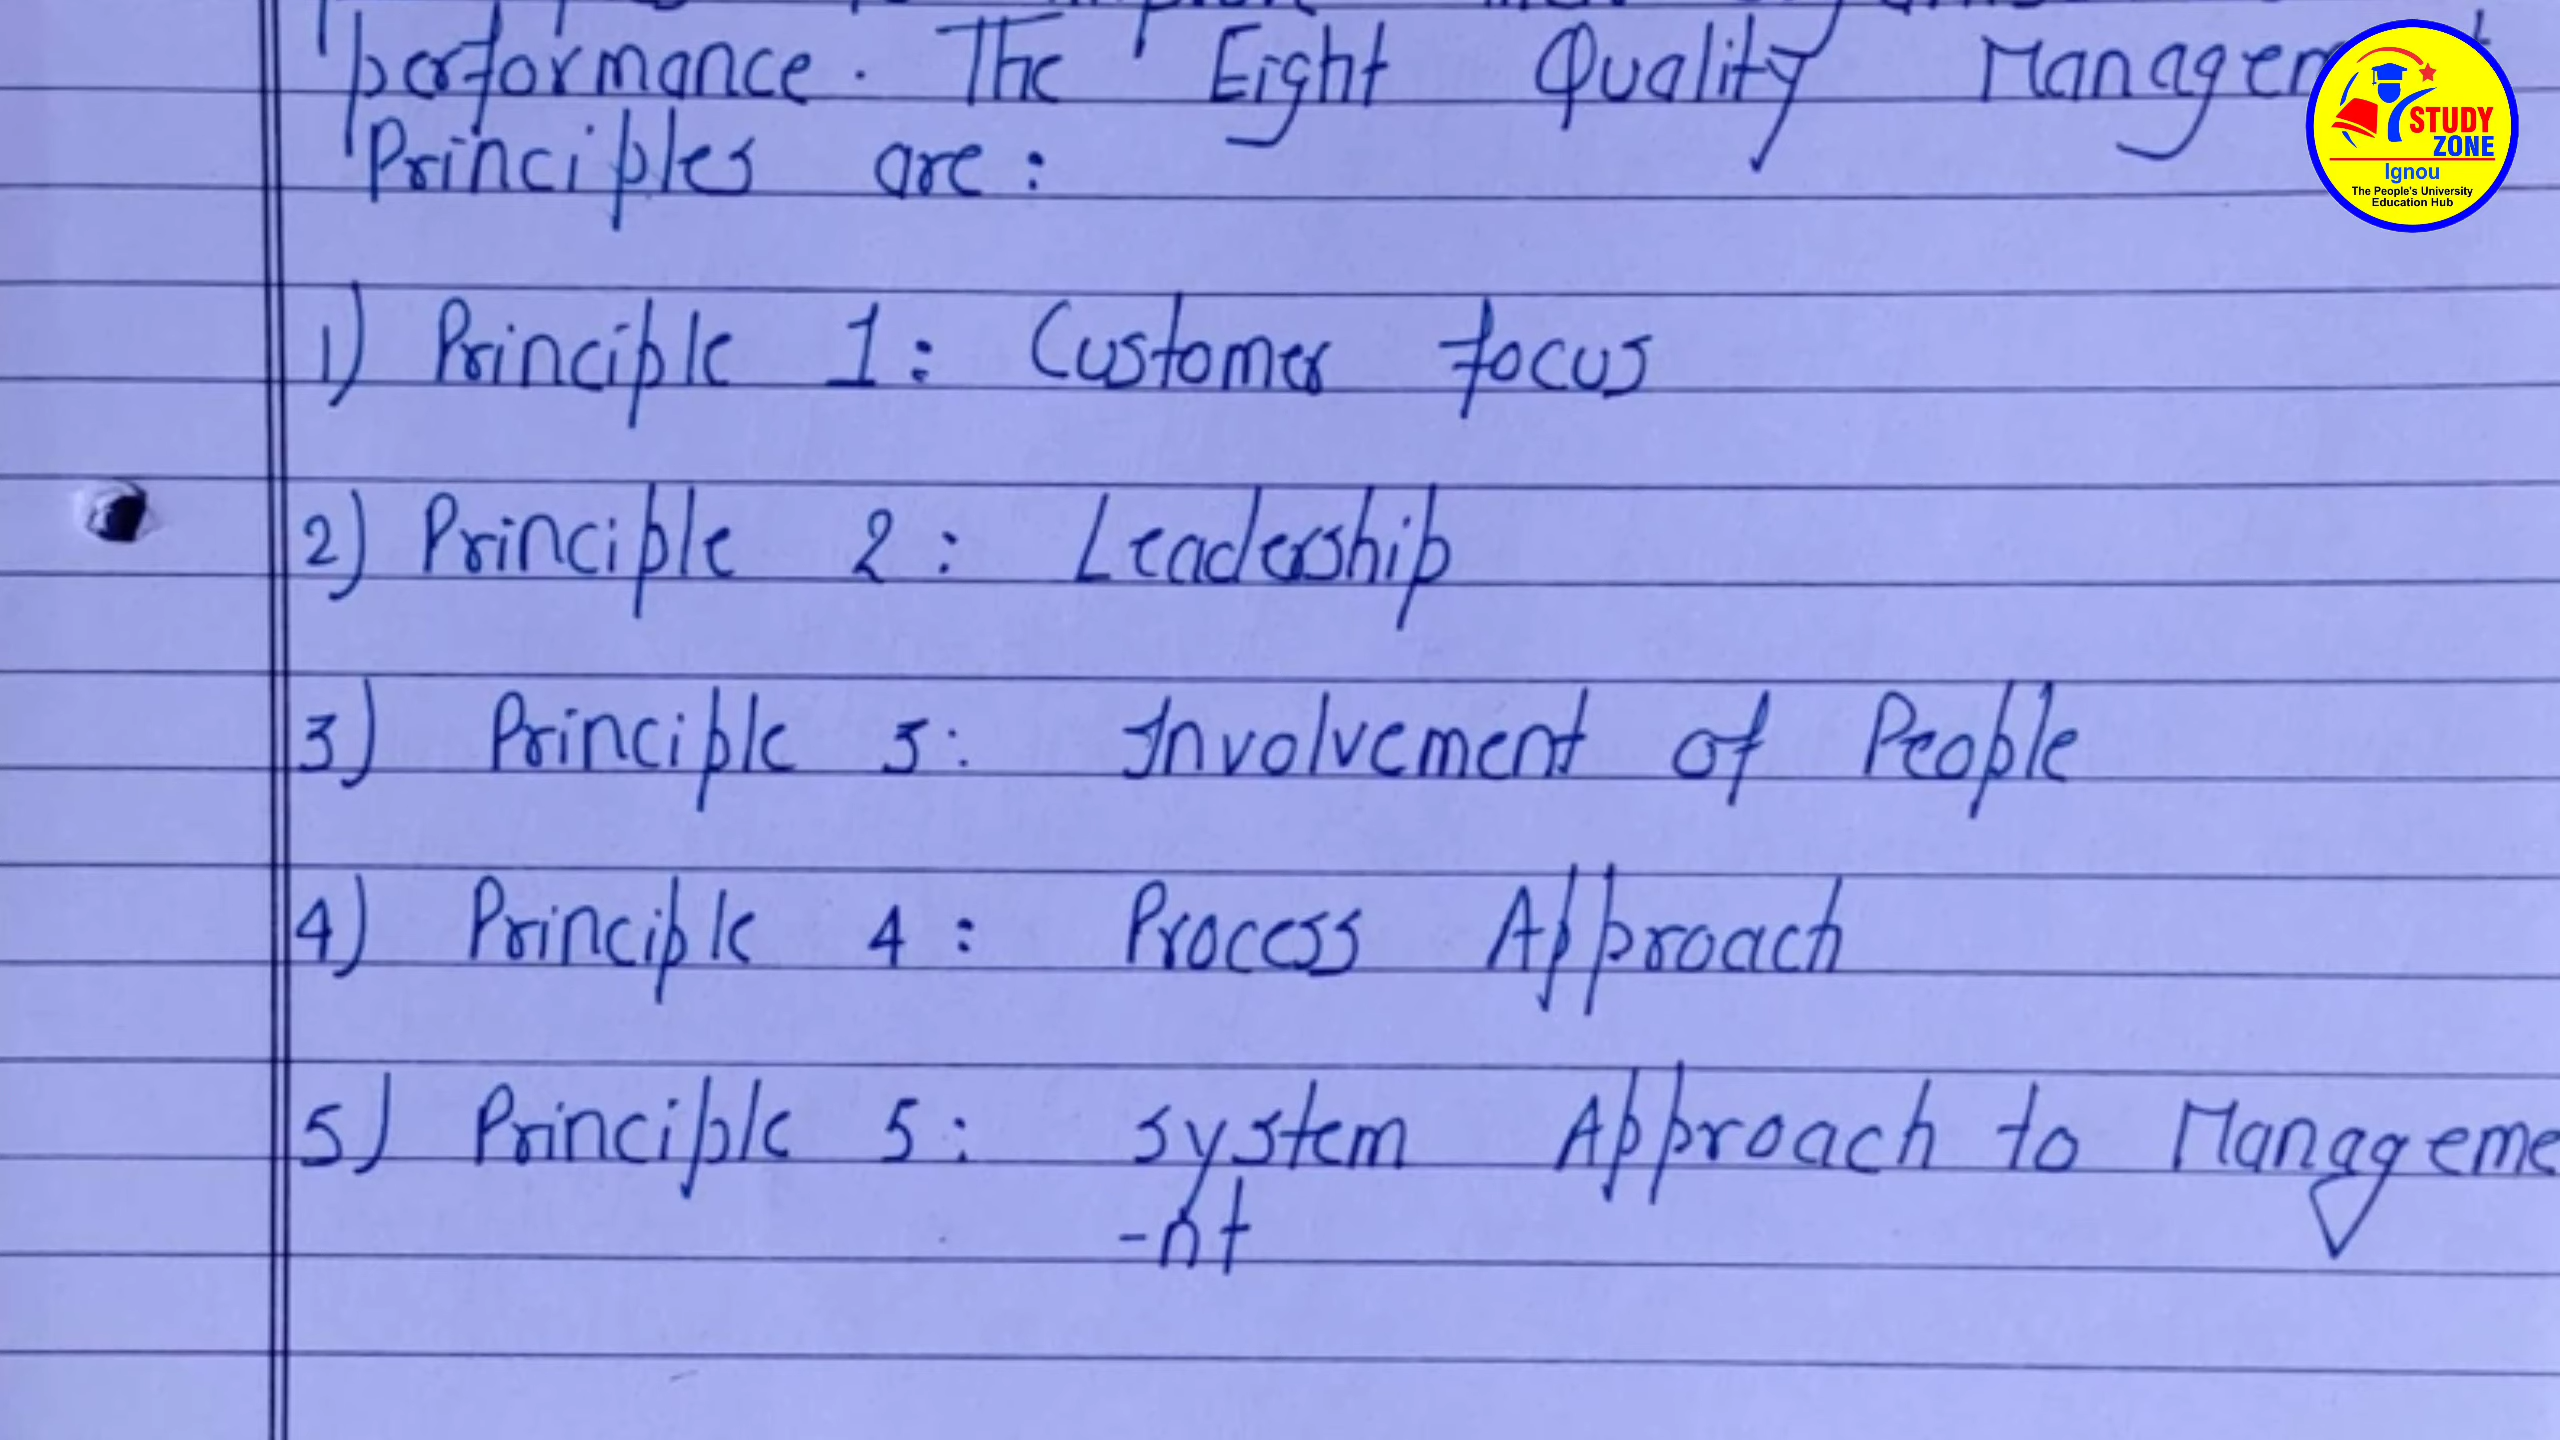 performance. The Eight Quality Management
Principles are:
1) Principle 1: Customer focus
2) Principle 2: Leadership
3) Principle 3: Involvement of People
4) Principle 4: Process Approach
5) Principle 5: system Approach to Manageme
-nt
STUDY
ZONE
Ignou
The People's University
Education Hub